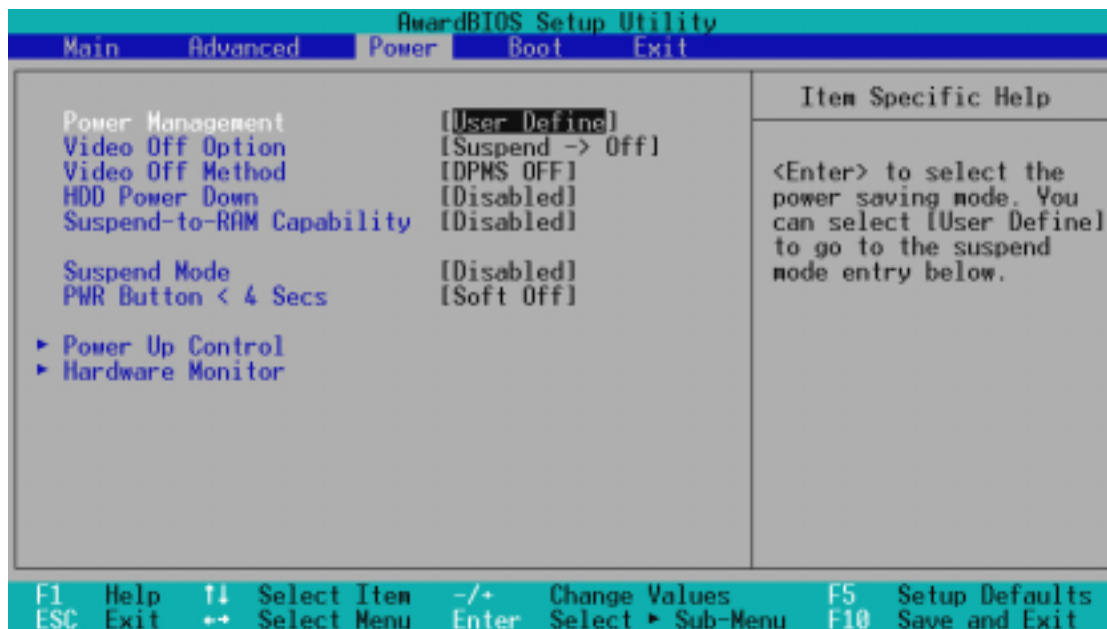 AwardBIOS Setup Utility
Main Advanced Power Boot Exit
Power Management [User Define]
Video Off Option [Suspend -> Off]
Video Off Method [DPMS OFF]
HDD Power Down [Disabled]
Suspend-to-RAM Capability [Disabled]
Suspend Mode [Disabled]
PWR Button < 4 Secs [Soft Off]
► Power Up Control
► Hardware Monitor
Item Specific Help
<Enter> to select the
power saving mode. You
can select [User Define]
to go to the suspend
mode entry below.
F1 Help ↑↓ Select Item -/+ Change Values F5 Setup Defaults
ESC Exit ←→ Select Menu Enter Select ► Sub-Menu F10 Save and Exit